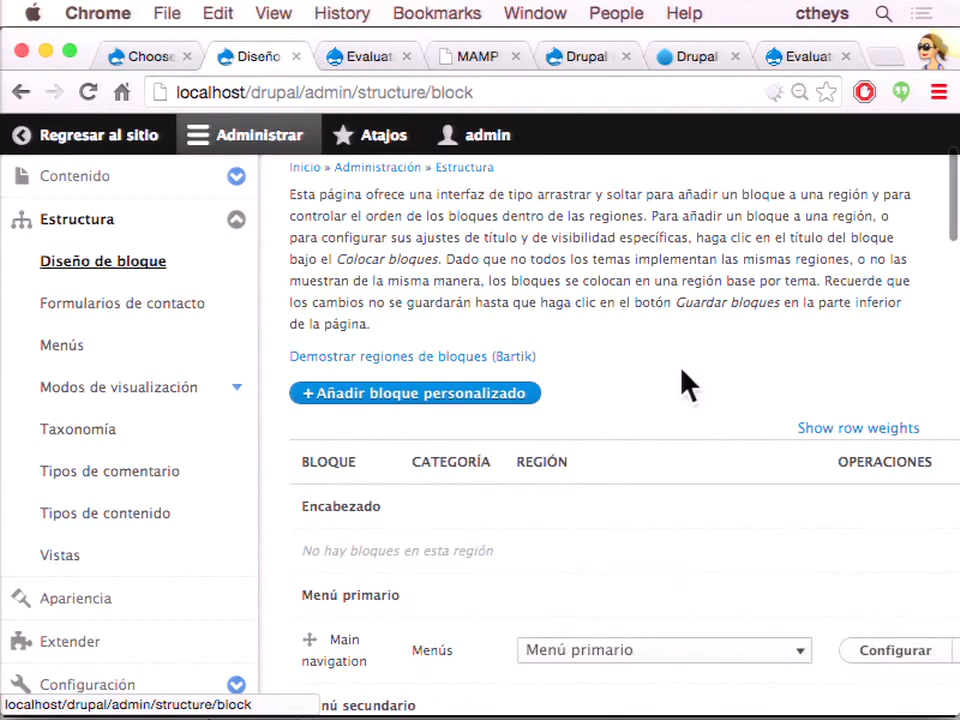 Chrome File Edit View History Bookmarks Window People Help ctheys
Choose Diseño Evaluat MAMP Drupal Drupal Evaluat
localhost/drupal/admin/structure/block
Regresar al sitio Administrar Atajos admin
Contenido
Estructura
Diseño de bloque
Formularios de contacto
Menús
Modos de visualización
Taxonomía
Tipos de comentario
Tipos de contenido
Vistas
Apariencia
Extender
Configuración
localhost/drupal/admin/structure/block
Inicio » Administración » Estructura
Esta página ofrece una interfaz de tipo arrastrar y soltar para añadir un bloque a una región y para
controlar el orden de los bloques dentro de las regiones. Para añadir un bloque a una región, o
para configurar sus ajustes de título y de visibilidad específicas, haga clic en el título del bloque
bajo el Colocar bloques. Dado que no todos los temas implementan las mismas regiones, o no las
muestran de la misma manera, los bloques se colocan en una región base por tema. Recuerde que
los cambios no se guardarán hasta que haga clic en el botón Guardar bloques en la parte inferior
de la página.
Demostrar regiones de bloques (Bartik)
+ Añadir bloque personalizado
Show row weights
BLOQUE CATEGORÍA REGIÓN OPERACIONES
Encabezado
No hay bloques en esta región
Menú primario
Main
navigation
Menús
Menú primario
Configurar
nú secundario